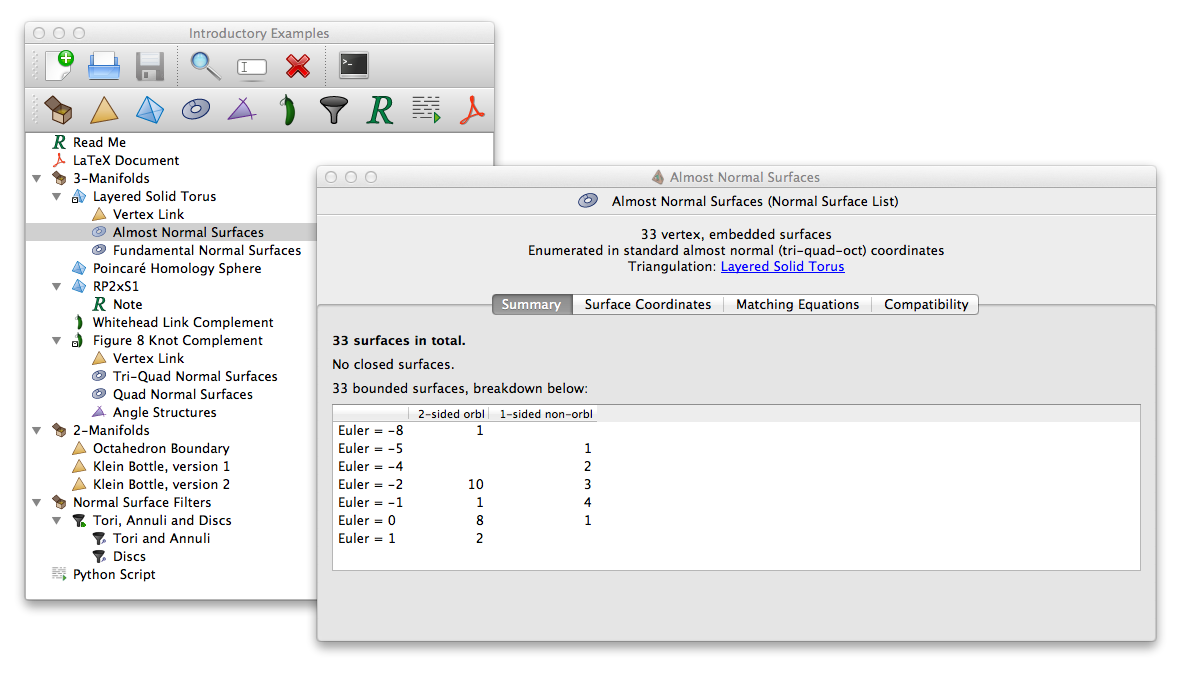 Introductory Examples
Read Me
LaTeX Document
3-Manifolds
Layered Solid Torus
Vertex Link
Almost Normal Surfaces
Fundamental Normal Surfaces
Poincaré Homology Sphere
RP2xS1
Note
Whitehead Link Complement
Figure 8 Knot Complement
Vertex Link
Tri-Quad Normal Surfaces
Quad Normal Surfaces
Angle Structures
2-Manifolds
Octahedron Boundary
Klein Bottle, version 1
Klein Bottle, version 2
Normal Surface Filters
Tori, Annuli and Discs
Tori and Annuli
Discs
Python Script
Almost Normal Surfaces
Almost Normal Surfaces (Normal Surface List)
33 vertex, embedded surfaces
Enumerated in standard almost normal (tri-quad-oct) coordinates
Triangulation: Layered Solid Torus
Summary Surface Coordinates Matching Equations Compatibility
33 surfaces in total.
No closed surfaces.
33 bounded surfaces, breakdown below:
2-sided orbl 1-sided non-orbl
Euler = -8 1
Euler = -5 1
Euler = -4 2
Euler = -2 10 3
Euler = -1 1 4
Euler = 0 8 1
Euler = 1 2